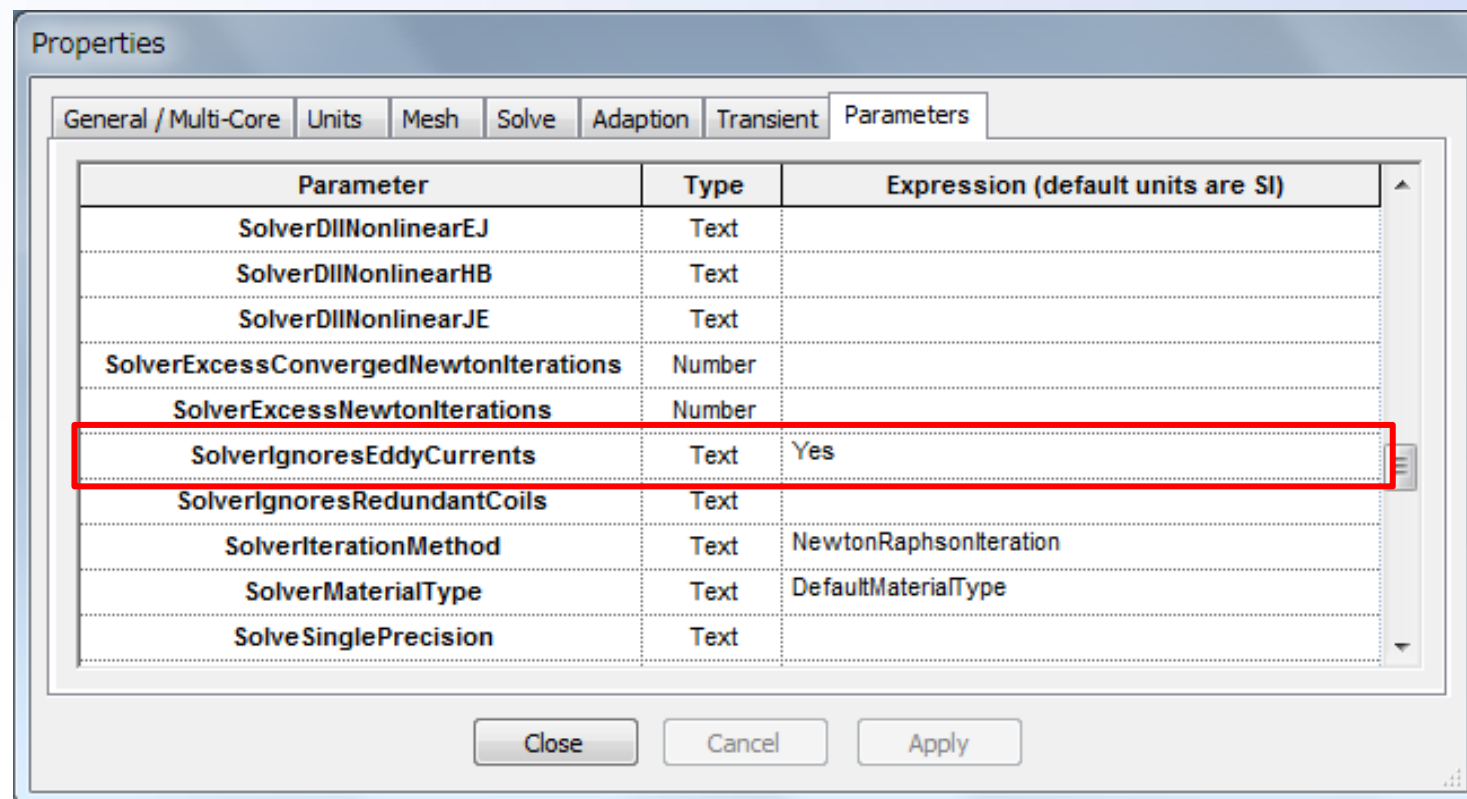 Properties
General / Multi-Core Units Mesh Solve Adaption Transient Parameters
Parameter Type Expression (default units are SI)
SolverDllNonlinearEJ Text
SolverDllNonlinearHB Text
SolverDllNonlinearJE Text
SolverExcessConvergedNewtonIterations Number
SolverExcessNewtonIterations Number
SolverIgnoresEddyCurrents Text Yes
SolverIgnoresRedundantCoils Text
SolverIterationMethod Text NewtonRaphsonIteration
SolverMaterialType Text DefaultMaterialType
SolveSinglePrecision Text
Close Cancel Apply